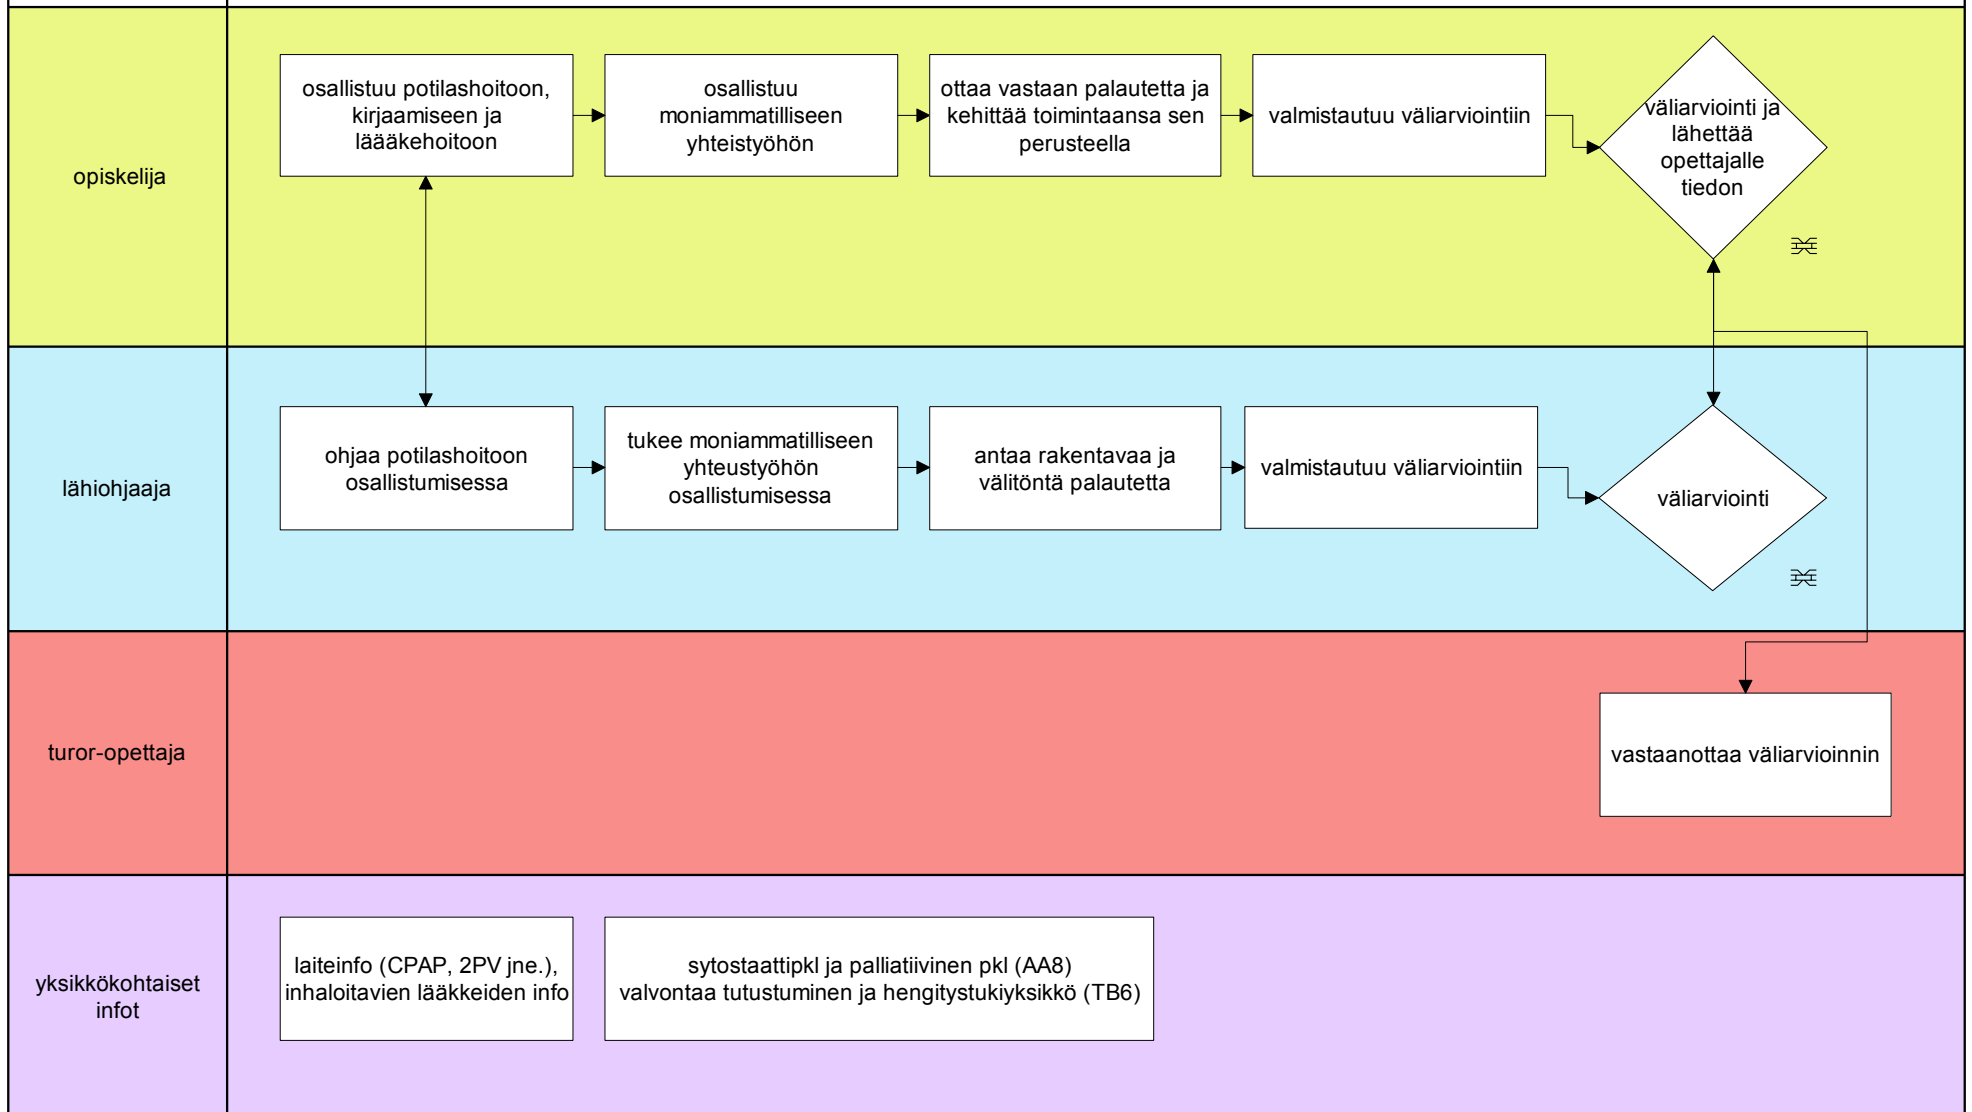 opiskelija
osallistuu potilashoitoon,
kirjaamiseen ja
läääkehoitoon
osallistuu
moniammatilliseen
yhteistyöhön
ottaa vastaan palautetta ja
kehittää toimintaansa sen
perusteella
valmistautuu väliarviointiin
väliarviointi ja
lähettää
opettajalle
tiedon
lähiohjaaja
ohjaa potilashoitoon
osallistumisessa
tukee moniammatilliseen
yhteustyöhön
osallistumisessa
antaa rakentavaa ja
välitöntä palautetta
valmistautuu väliarviointiin
väliarviointi
turor-opettaja
vastaanottaa väliarvioinnin
yksikkökohtaiset
infot
laiteinfo (CPAP, 2PV jne.),
inhaloitavien lääkkeiden info
sytostaattipkl ja palliatiivinen pkl (AA8)
valvontaa tutustuminen ja hengitystukiyksikkö (TB6)